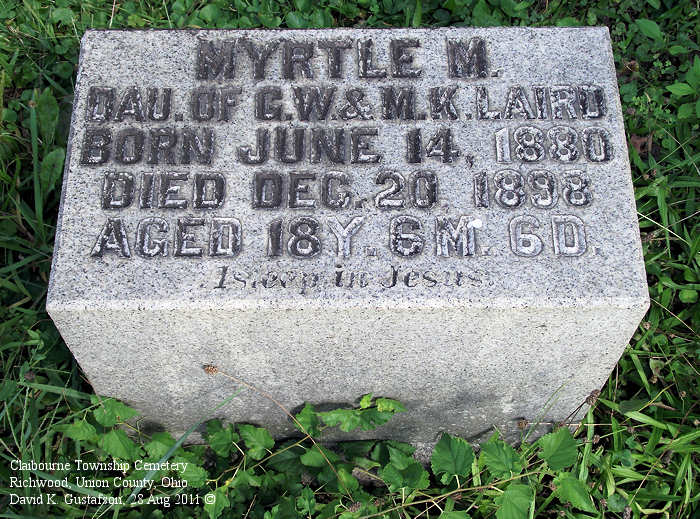 MYRTLE M.
DAU. OF G.W. & M.K. LAIRD
BORN JUNE 14, 1880
DIED DEC. 20. 1898
AGED 18Y. 6M. 6D.
Asleep in Jesus.
Claibourne Township Cemetery
Richwood, Union County, Ohio
David K. Gustafson, 28 Aug 2011 ©